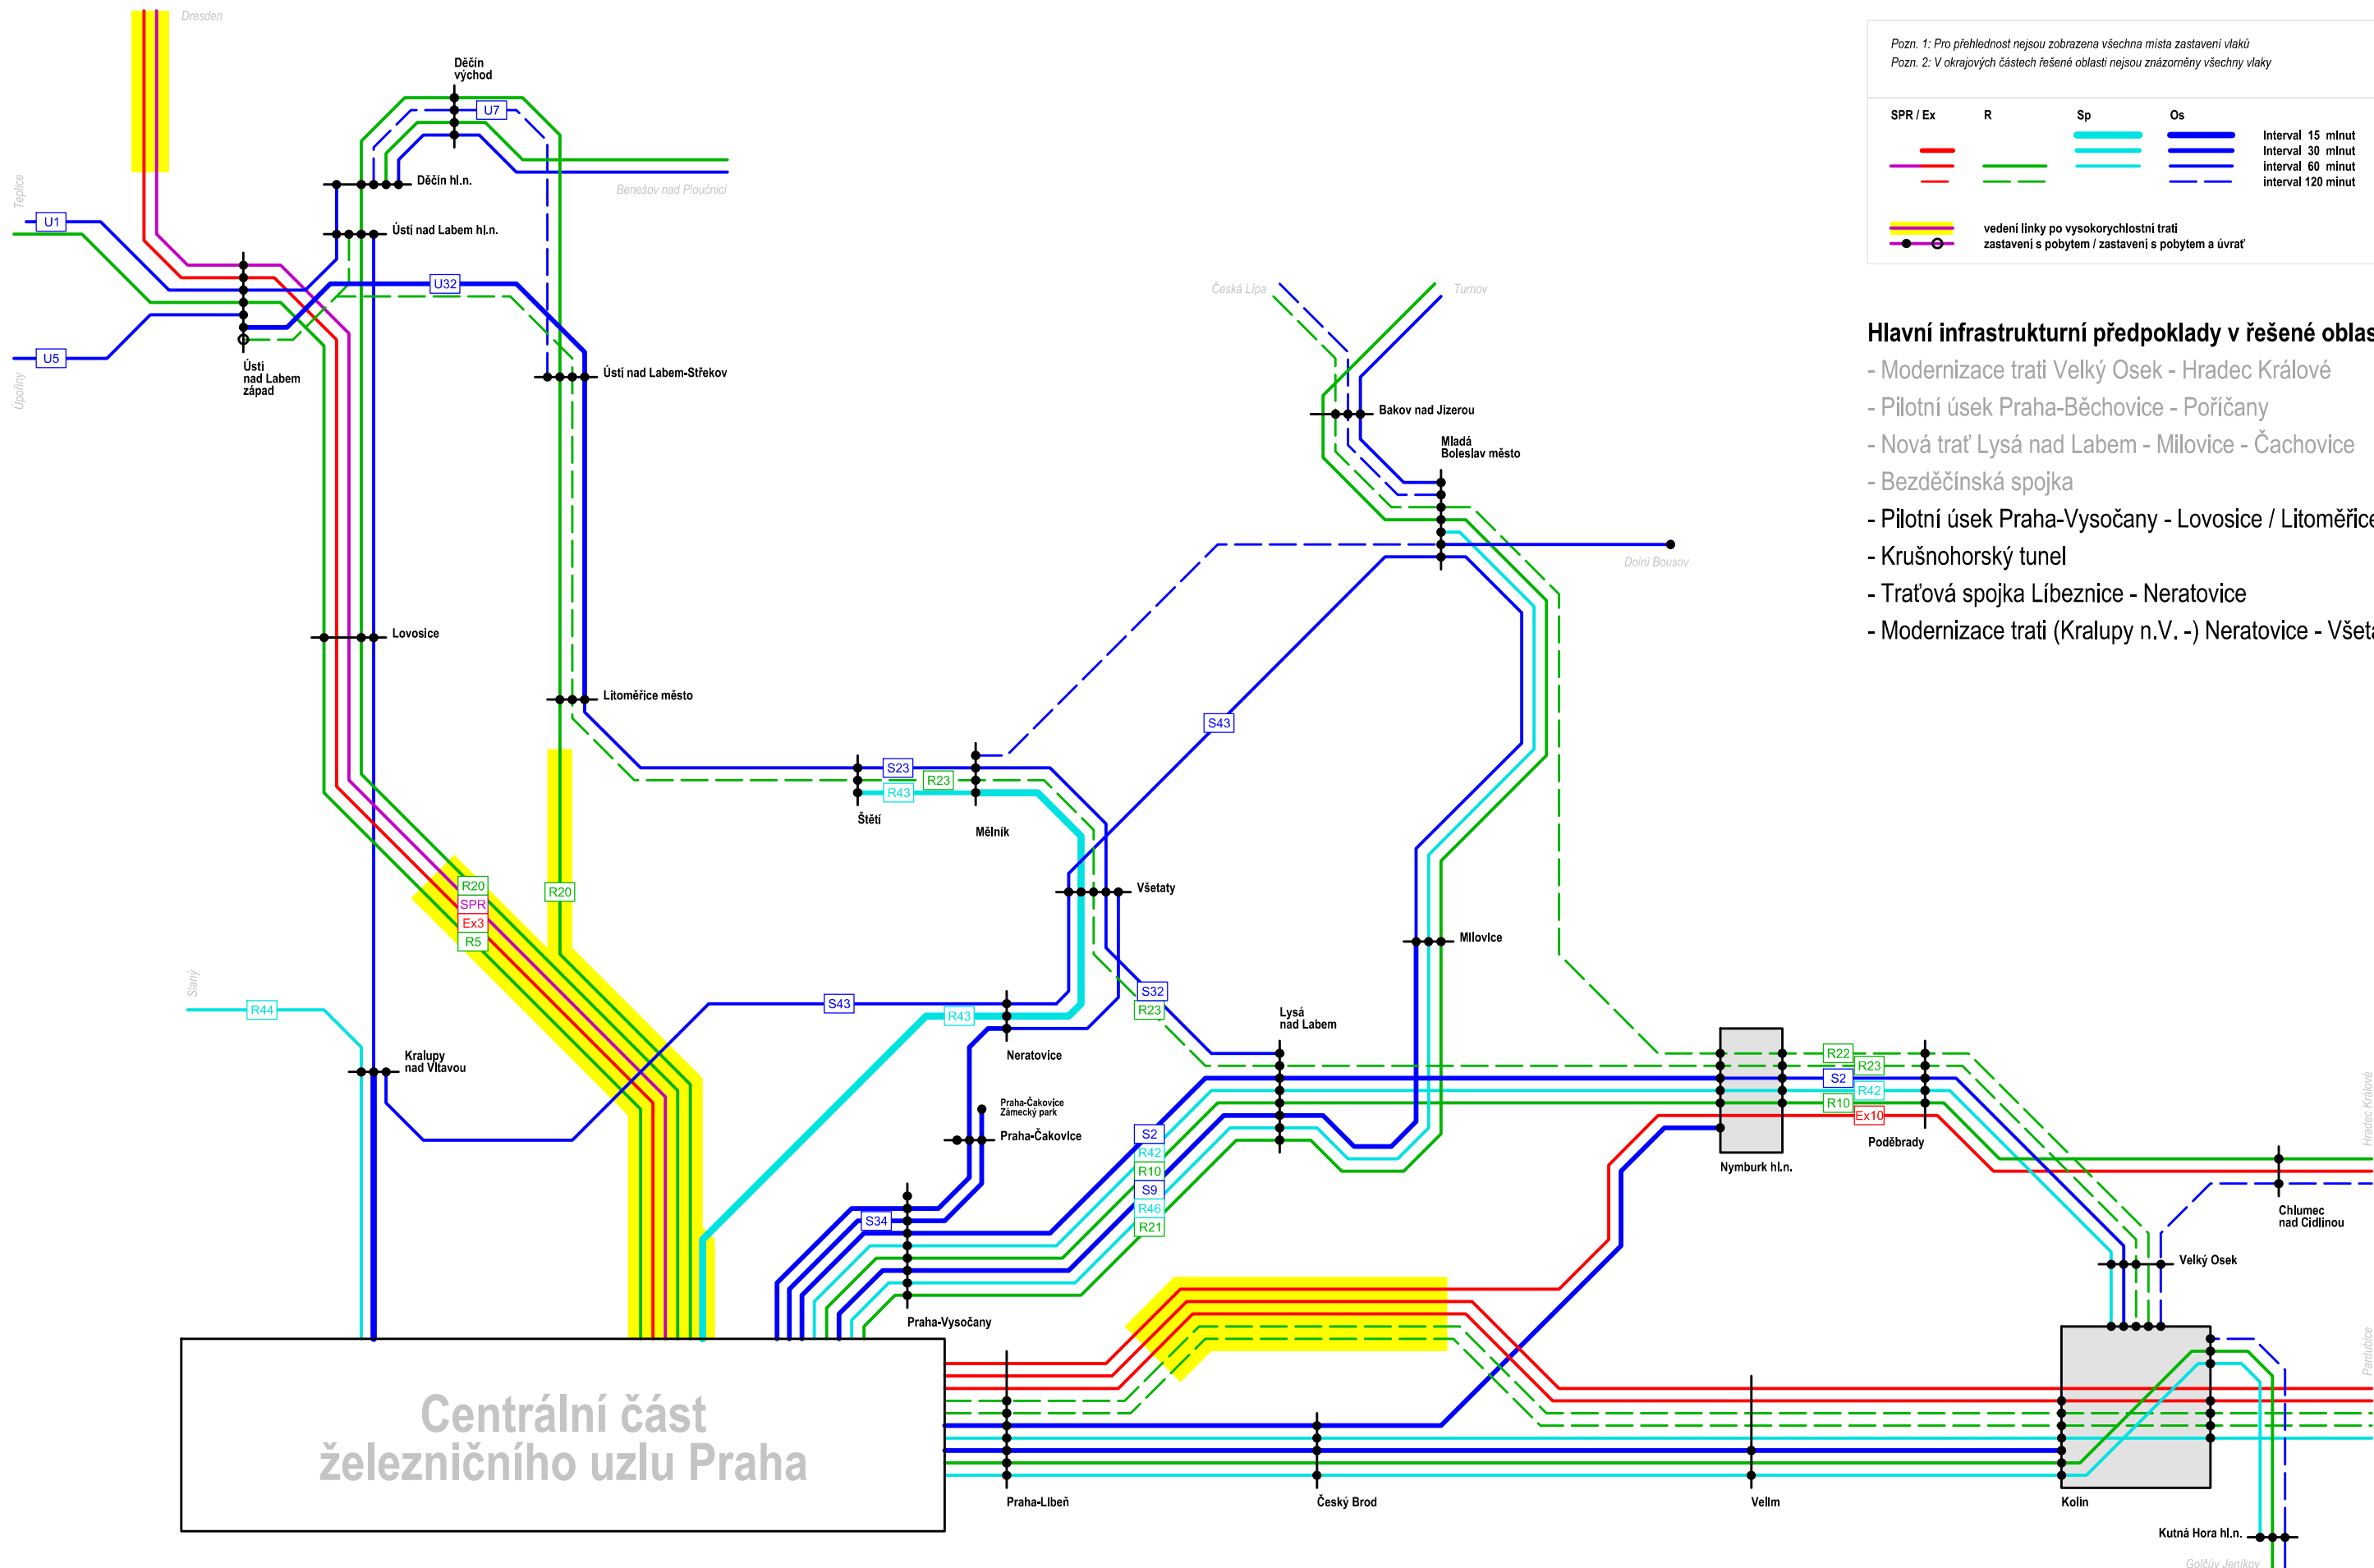 Dresden
Děčín
východ
U7
Děčín hl.n.
Benešov nad Ploučnicí
Teplice
U1
Ústí nad Labem hl.n.
U32
U5
Úpořiny
Ústí
nad Labem
západ
Ústí nad Labem-Střekov
Česká Lípa
Turnov
Bakov nad Jizerou
Mladá
Boleslav město
Dolní Bousov
Lovosice
Litoměřice město
S43
S23
R23
R43
Štětí
Mělník
R20
SPR
Ex3
R5
R20
Všetaty
Milovice
Slaný
R44
S43
R43
S32
R23
Neratovice
Lysá
nad Labem
Kralupy
nad Vltavou
Praha-Čakovice
Zámecký park
Praha-Čakovice
S34
Praha-Vysočany
S2
R42
R10
S9
R46
R21
Nymburk hl.n.
R22
R23
S2
R42
R10
Ex10
Poděbrady
Hradec Králové
Chlumec
nad Cidlinou
Velký Osek
Pardubice
Centrální část
železničního uzlu Praha
Praha-Libeň
Český Brod
Velim
Kolín
Kutná Hora hl.n.
Golčův Jeníkov
Pozn. 1: Pro přehlednost nejsou zobrazena všechna místa zastavení vlaků
Pozn. 2: V okrajových částech řešené oblasti nejsou znázorněny všechny vlaky
SPR / Ex R Sp Os
interval 15 minut
interval 30 minut
interval 60 minut
interval 120 minut
vedení linky po vysokorychlostní trati
zastavení s pobytem / zastavení s pobytem a úvrať
Hlavní infrastrukturní předpoklady v řešené oblas
- Modernizace trati Velký Osek - Hradec Králové
- Pilotní úsek Praha-Běchovice - Poříčany
- Nová trať Lysá nad Labem - Milovice - Čachovice
- Bezděčínská spojka
- Pilotní úsek Praha-Vysočany - Lovosice / Litoměřice
- Krušnohorský tunel
- Traťová spojka Líbeznice - Neratovice
- Modernizace trati (Kralupy n.V. -) Neratovice - Všeta